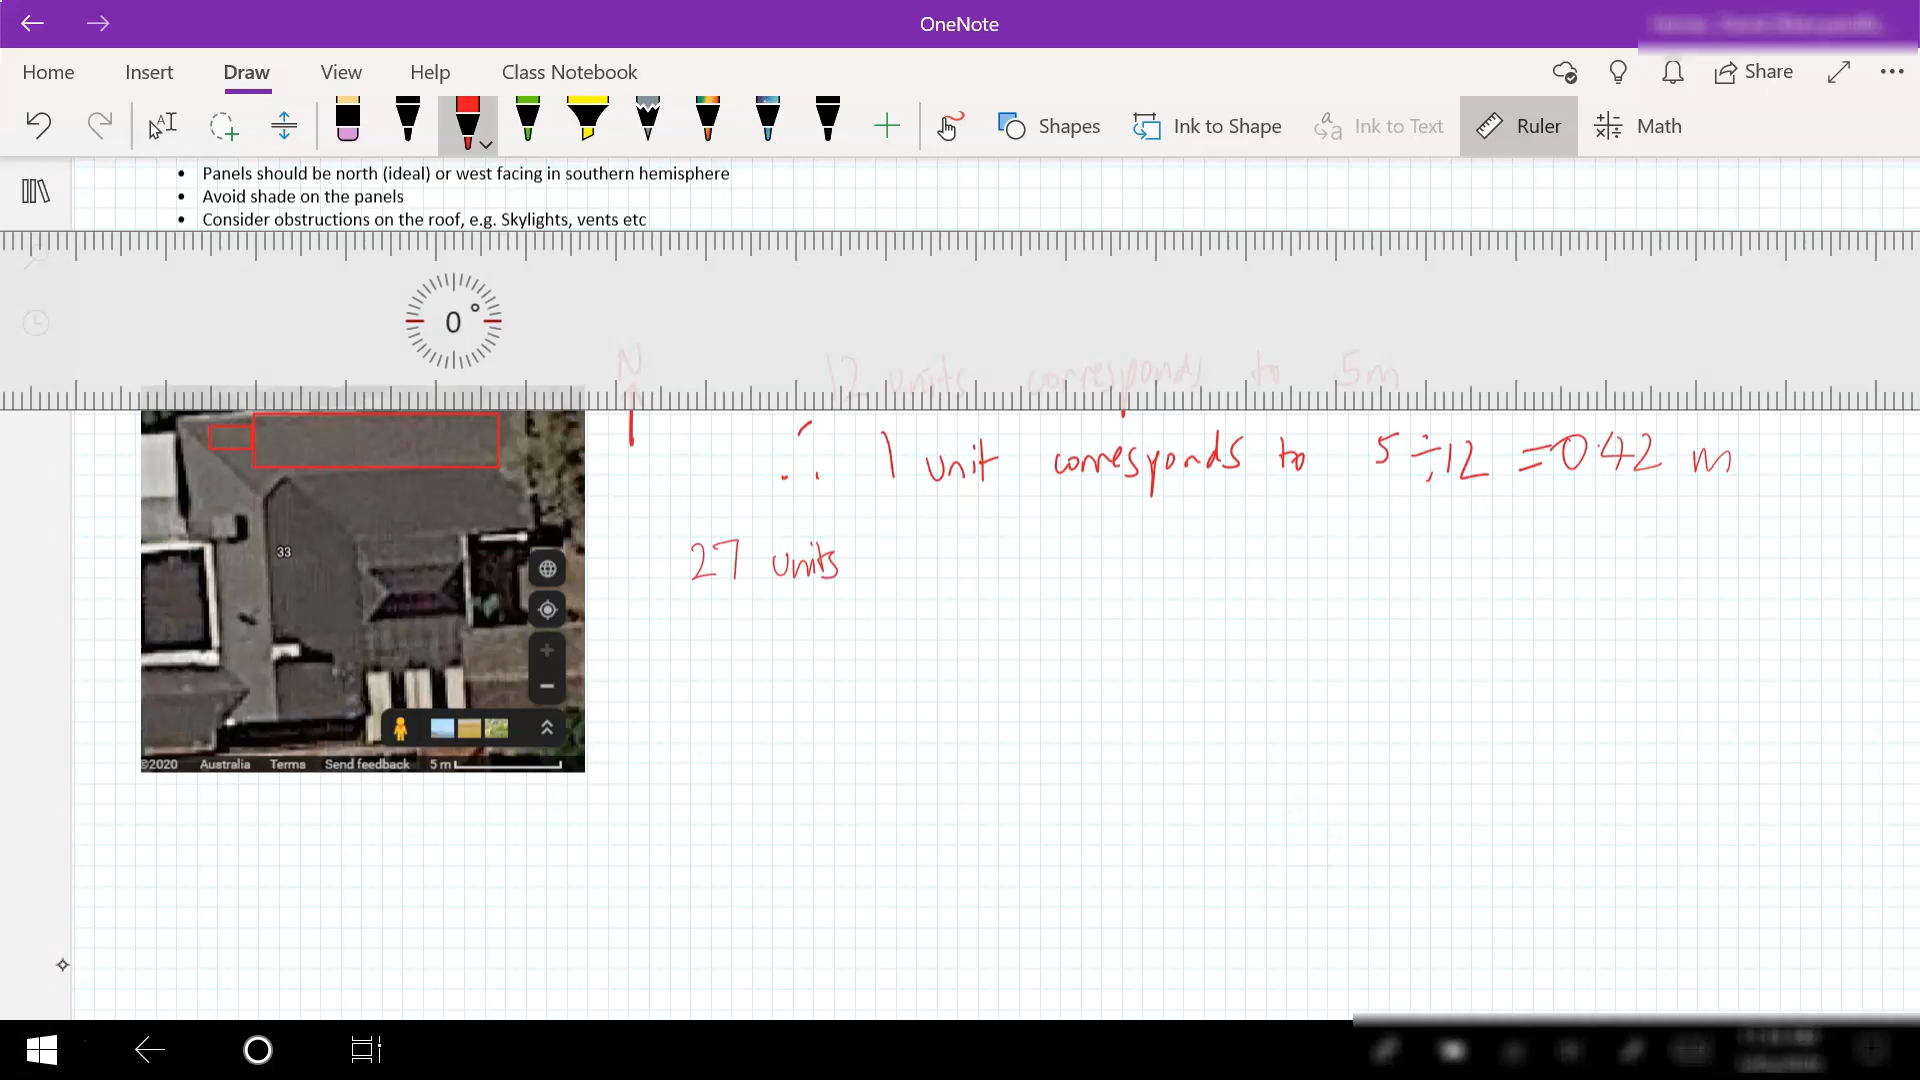 OneNote
Home Insert Draw View Help Class Notebook Share
Shapes Ink to Shape Ink to Text Ruler Math
• Panels should be north (ideal) or west facing in southern hemisphere
• Avoid shade on the panels
• Consider obstructions on the roof, e.g. Skylights, vents etc
0°
N
12 units corresponds to 5m
∴ 1 unit corresponds to 5 ÷ 12 = 0.42 m
27 units
33
©2020 Australia Terms Send feedback 5 m